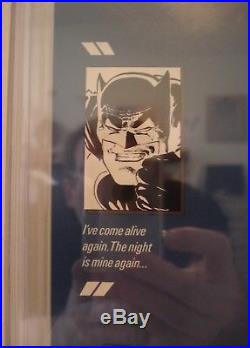 I've come alive
again. The night
is mine again...